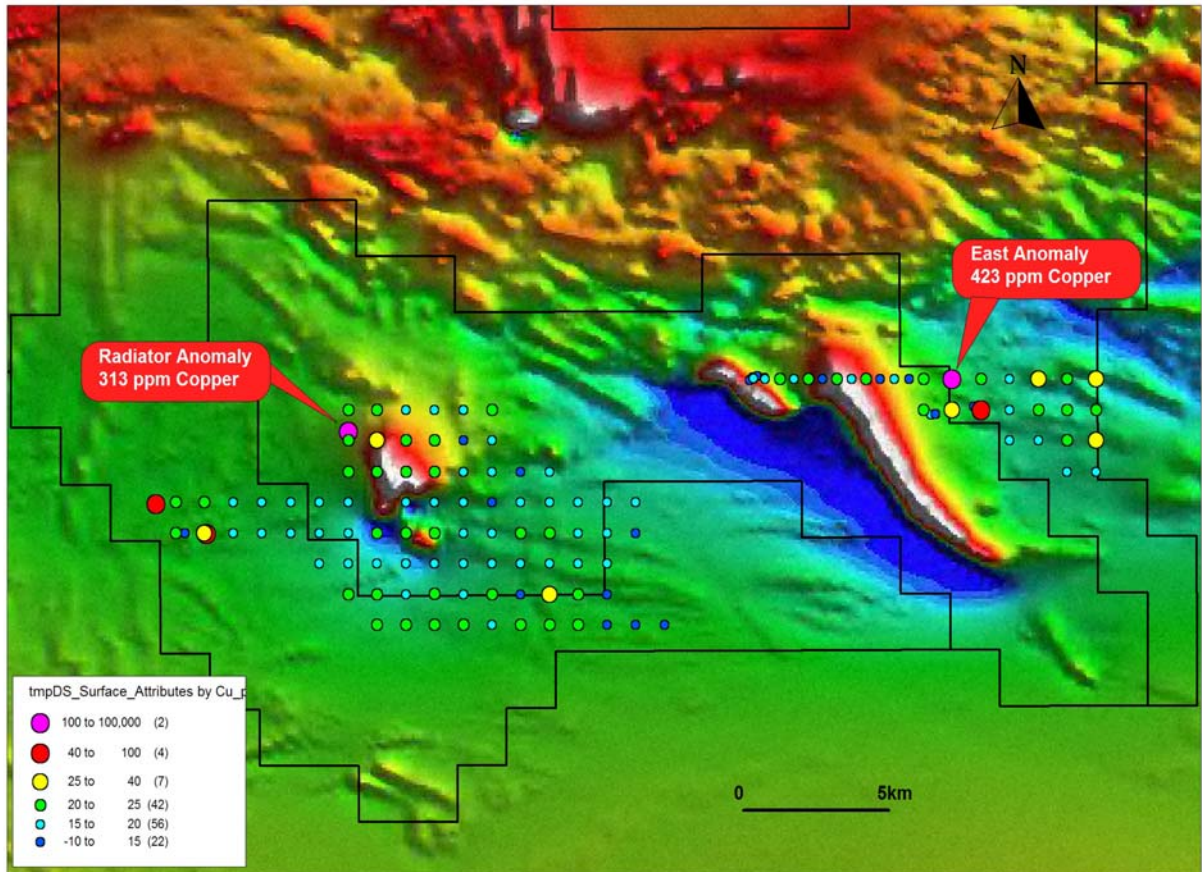 N
East Anomaly
423 ppm Copper
Radiator Anomaly
313 ppm Copper
tmpDS_Surface_Attributes by Cu_p
100 to 100,000 (2)
40 to 100 (4)
25 to 40 (7)
20 to 25 (42)
15 to 20 (56)
-10 to 15 (22)
0 5km